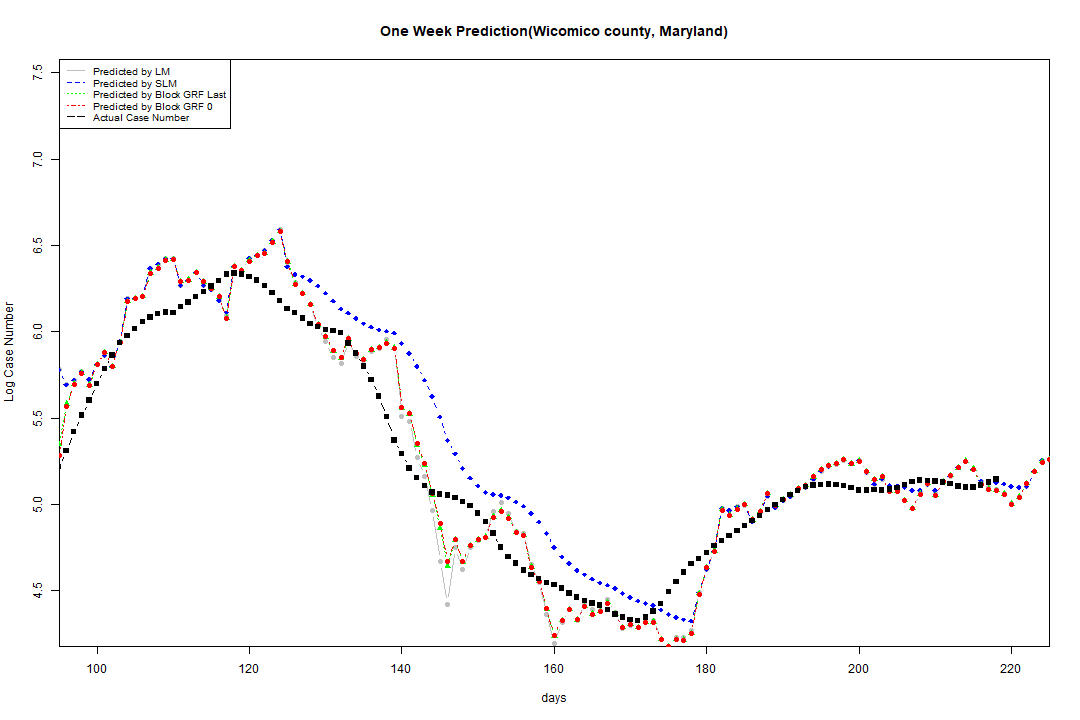 One Week Prediction(Wicomico county, Maryland)
Predicted by LM
Predicted by SLM
Predicted by Block GRF Last
Predicted by Block GRF 0
Actual Case Number
7.5
7.0
6.5
6.0
5.5
5.0
4.5
Log Case Number
100 120 140 160 180 200 220
days